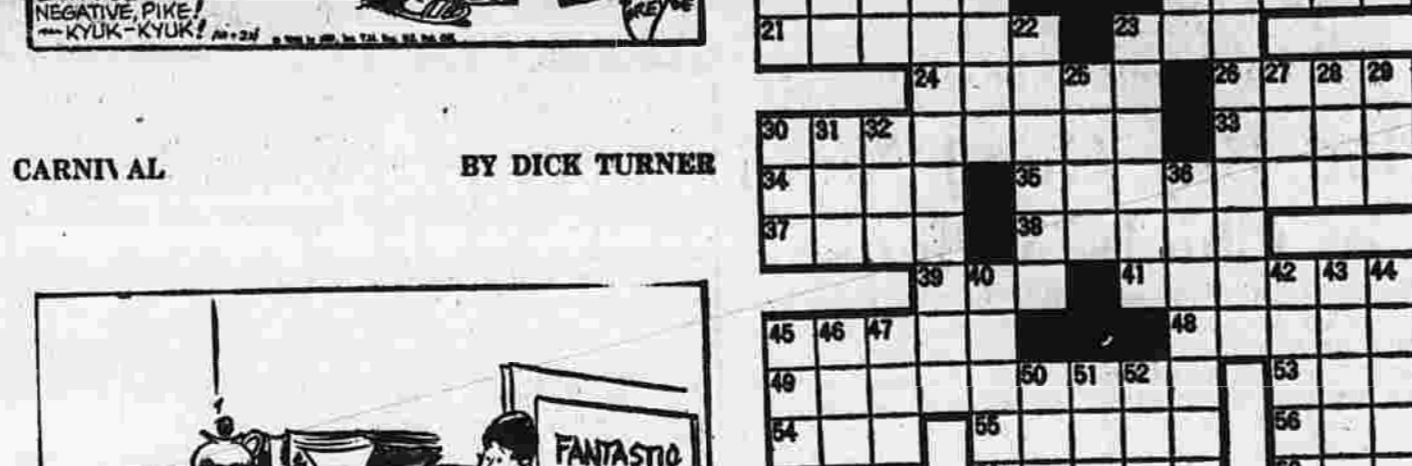 NEGATIVE, PIKE!
— KYUK-KYUK!
CARNIVAL BY DICK TURNER
FANTASTIC
21 22 23
24 25 26 27 28 29
30 31 32 33
34 35 36
37 38
39 40 41 42 43 44
45 46 47 48
49 50 51 52 53
54 55 56